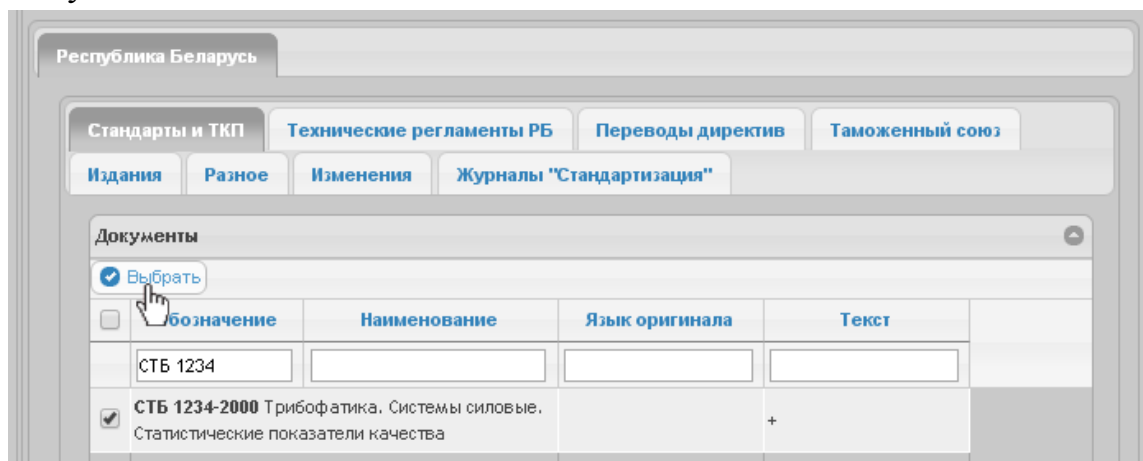 Республика Беларусь
Стандарты и ТКП Технические регламенты РБ Переводы директив Таможенный союз
Издания Разное Изменения Журналы "Стандартизация"
Документы
Выбрать
бозначение Наименование Язык оригинала Текст
СТБ 1234
СТБ 1234-2000 Трибофатика. Системы силовые. +
Статистические показатели качества